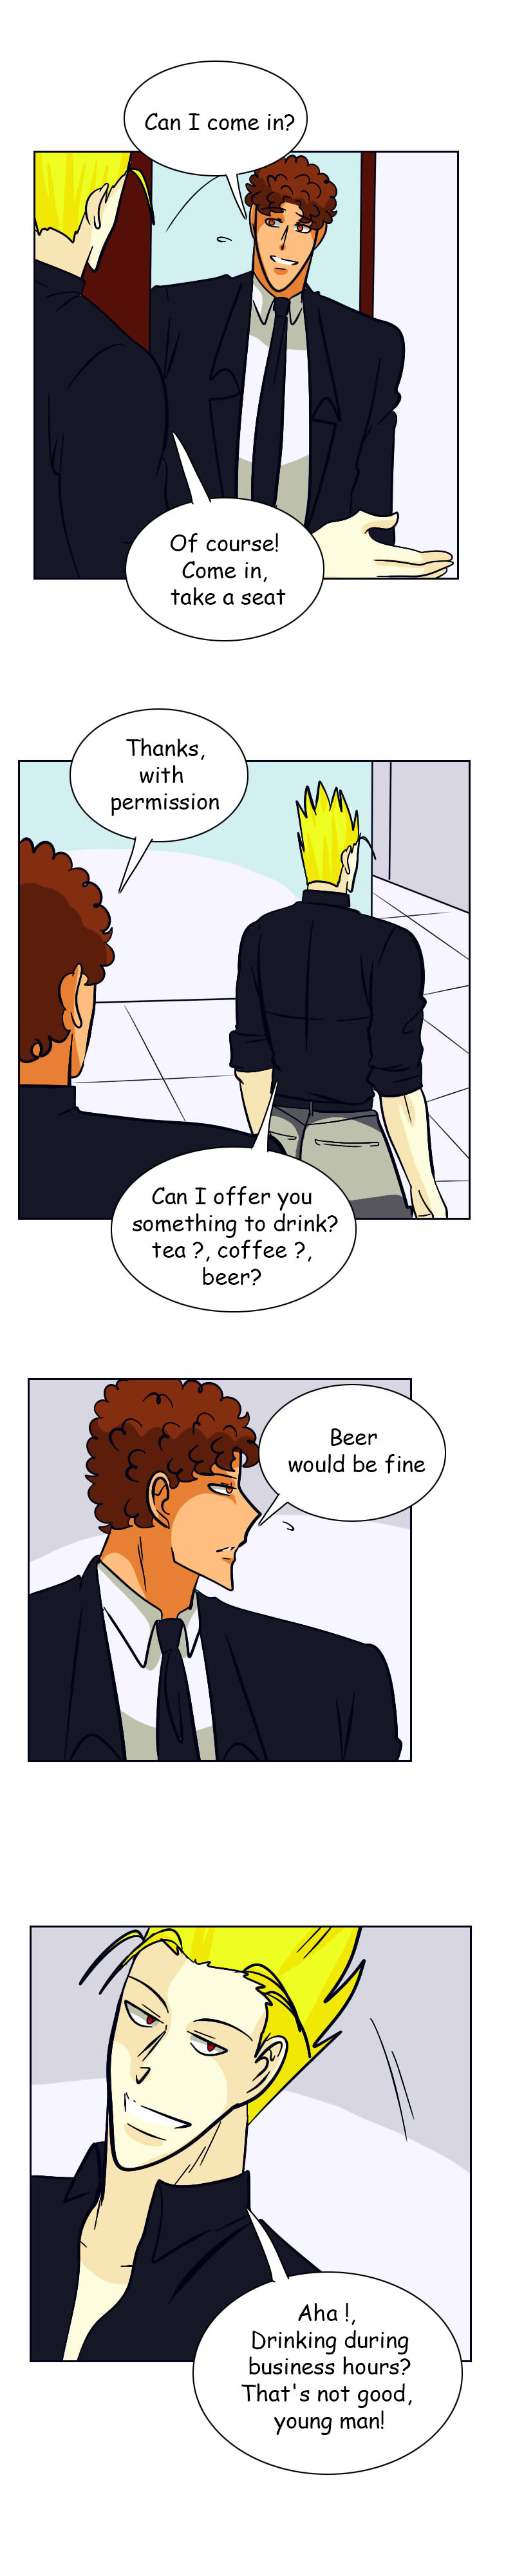 Can I come in?
Of course!
Come in,
take a seat
Thanks,
with
permission
Can I offer you
something to drink?
tea ?, coffee ?,
beer?
Beer
would be fine
Aha !,
Drinking during
business hours?
That's not good,
young man!